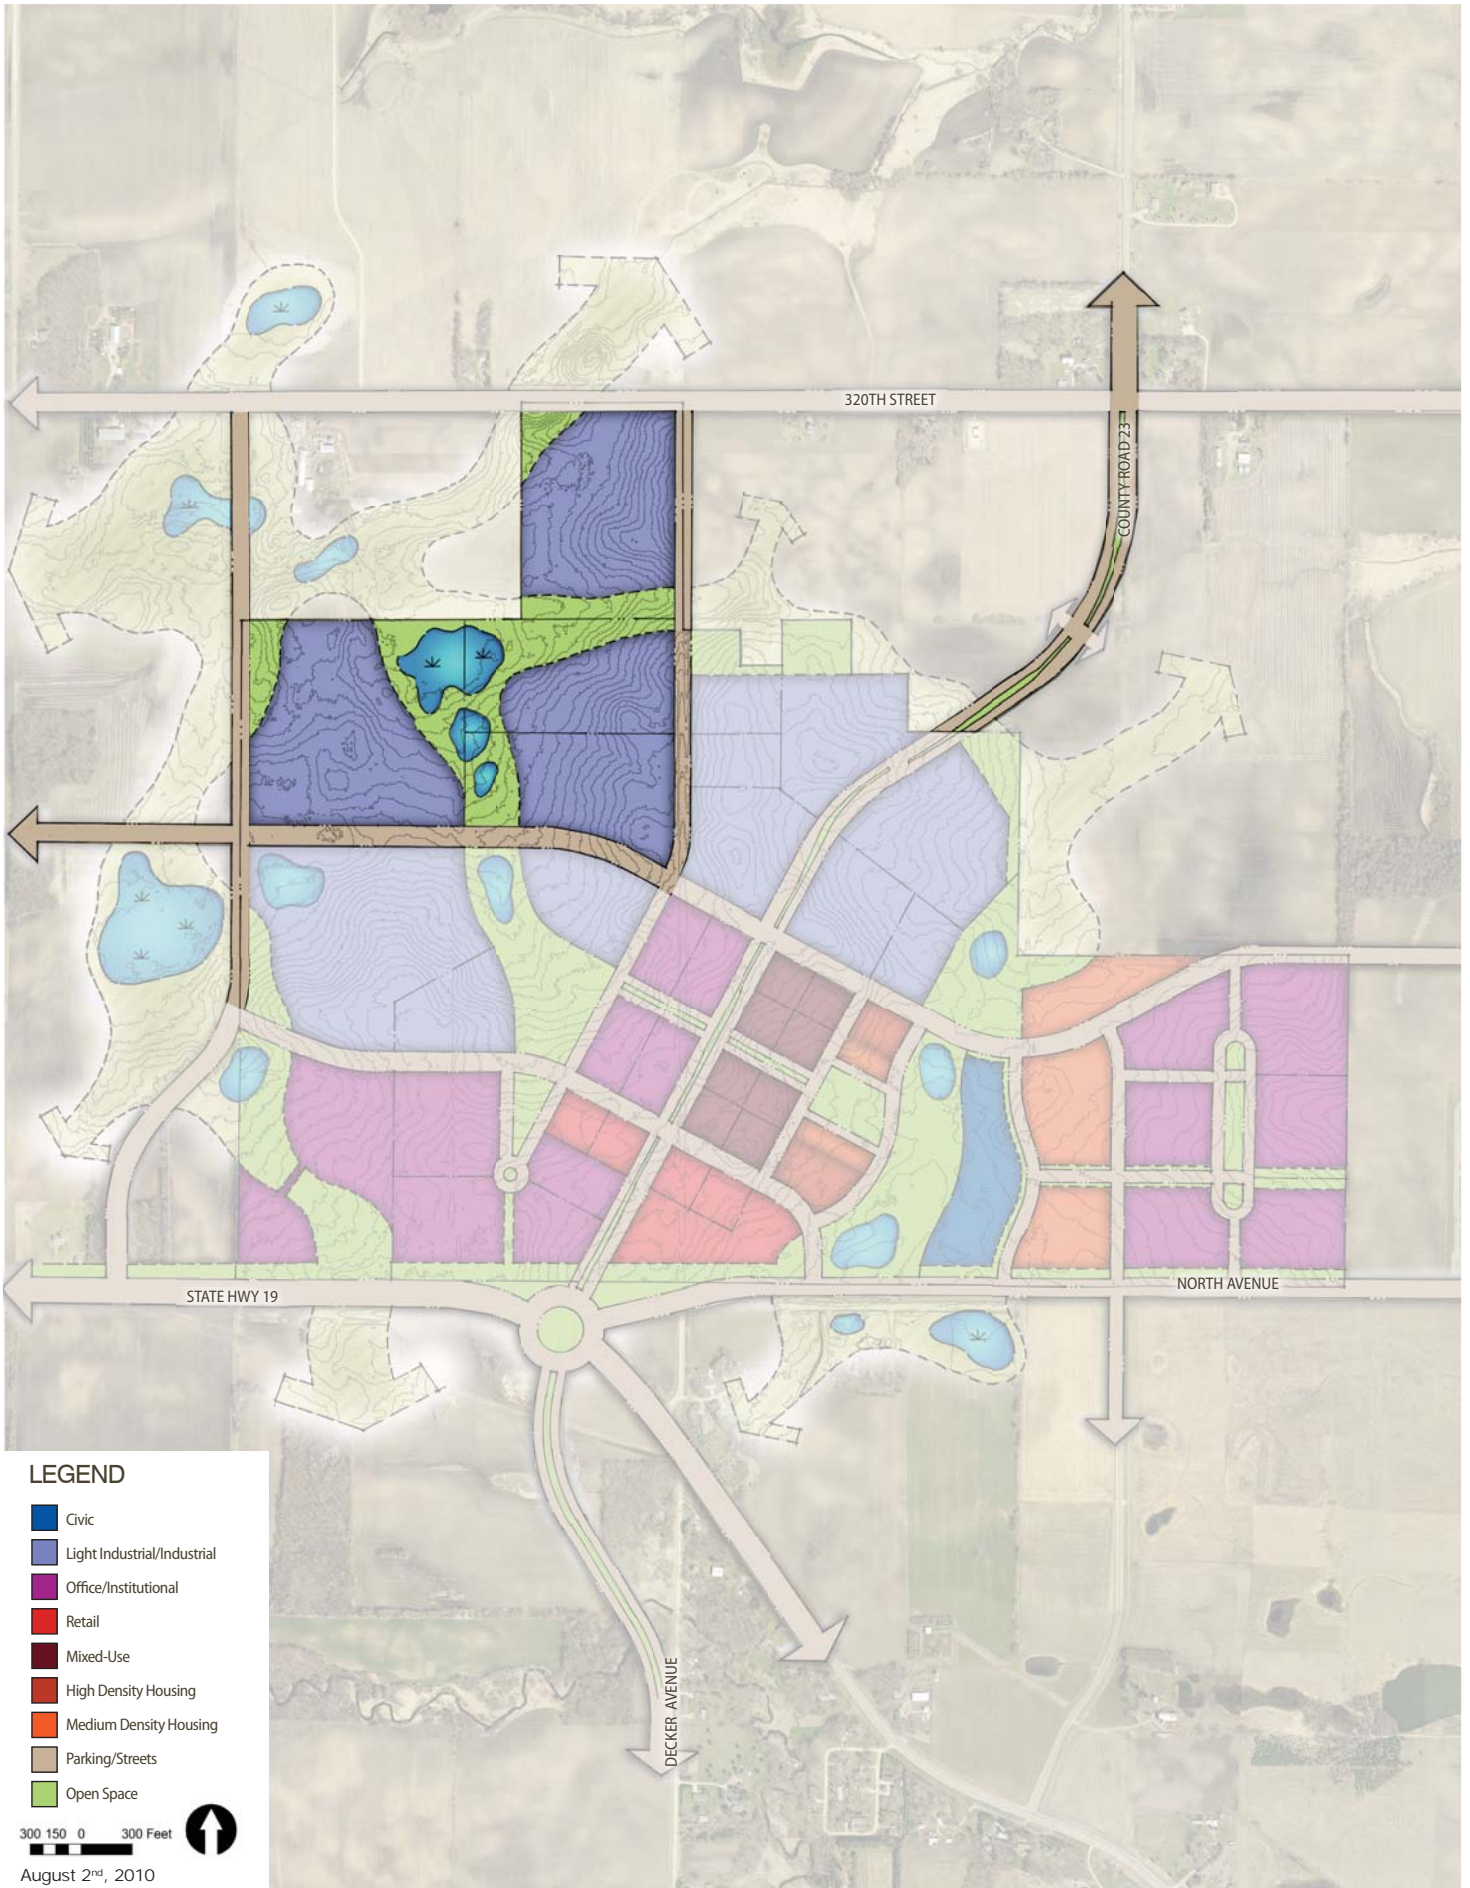 320TH STREET
COUNTY ROAD 23
STATE HWY 19
NORTH AVENUE
DECKER AVENUE
LEGEND
Civic
Light Industrial/Industrial
Office/Institutional
Retail
Mixed-Use
High Density Housing
Medium Density Housing
Parking/Streets
Open Space
300 150 0 300 Feet
August 2nd, 2010